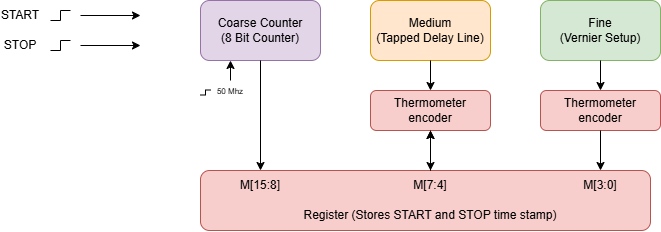 START
STOP
Coarse Counter
(8 Bit Counter)
Medium
(Tapped Delay Line)
Fine
(Vernier Setup)
50 Mhz
Thermometer
encoder
Thermometer
encoder
M[15:8]
M[7:4]
M[3:0]
Register (Stores START and STOP time stamp)